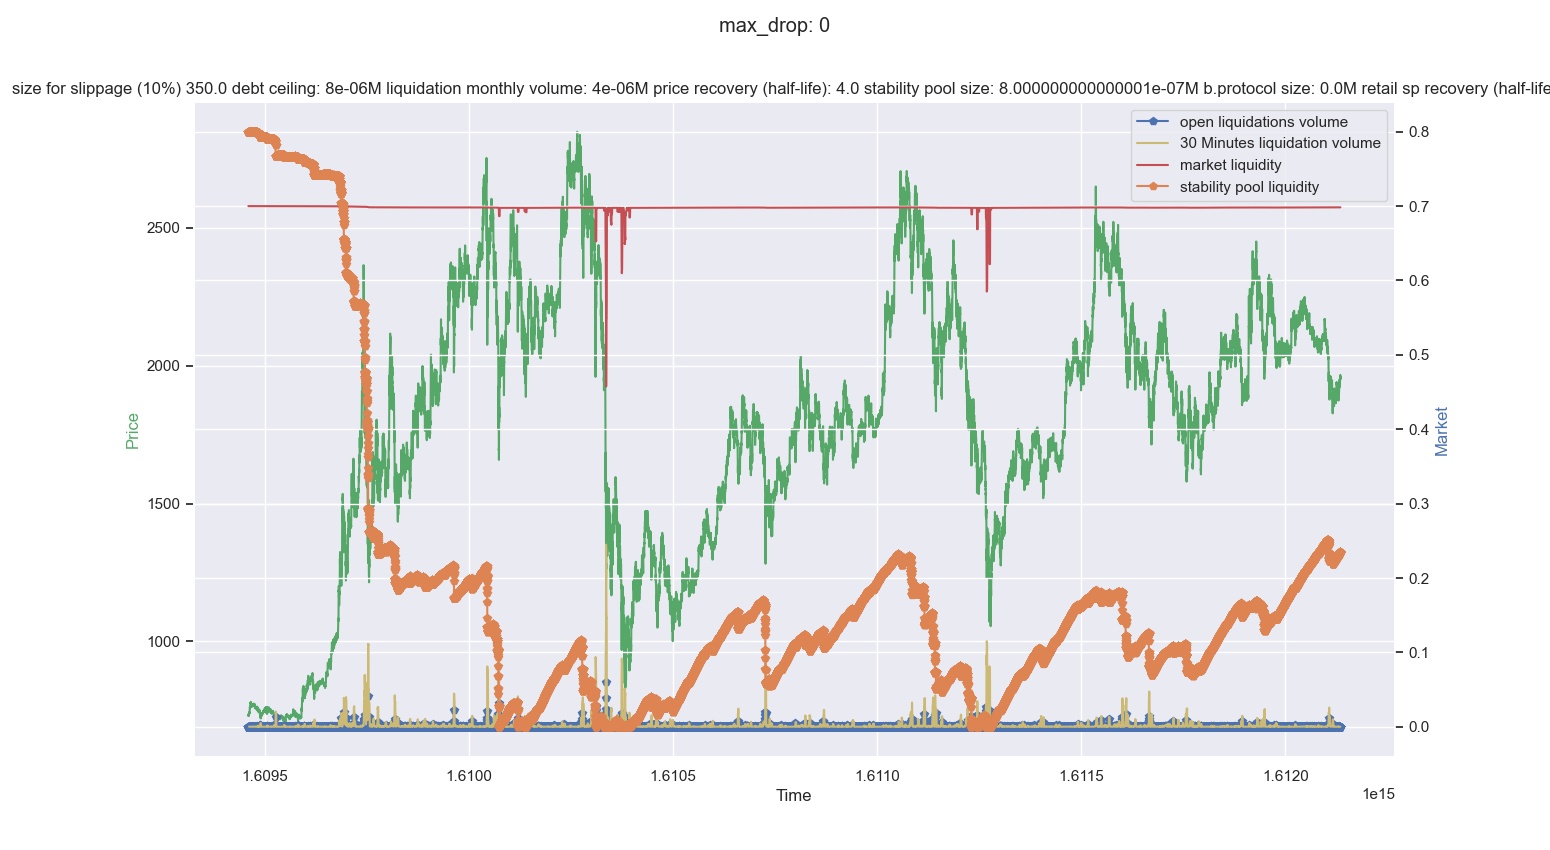 max_drop: 0
size for slippage (10%) 350.0 debt ceiling: 8e-06M liquidation monthly volume: 4e-06M price recovery (half-life): 4.0 stability pool size: 8.000000000000001e-07M b.protocol size: 0.0M retail sp recovery (half-life
open liquidations volume
30 Minutes liquidation volume
market liquidity
stability pool liquidity
Price
2500
2000
1500
1000
Market
0.8
0.7
0.6
0.5
0.4
0.3
0.2
0.1
0.0
1.6095 1.6100 1.6105 1.6110 1.6115 1.6120
Time
1e15